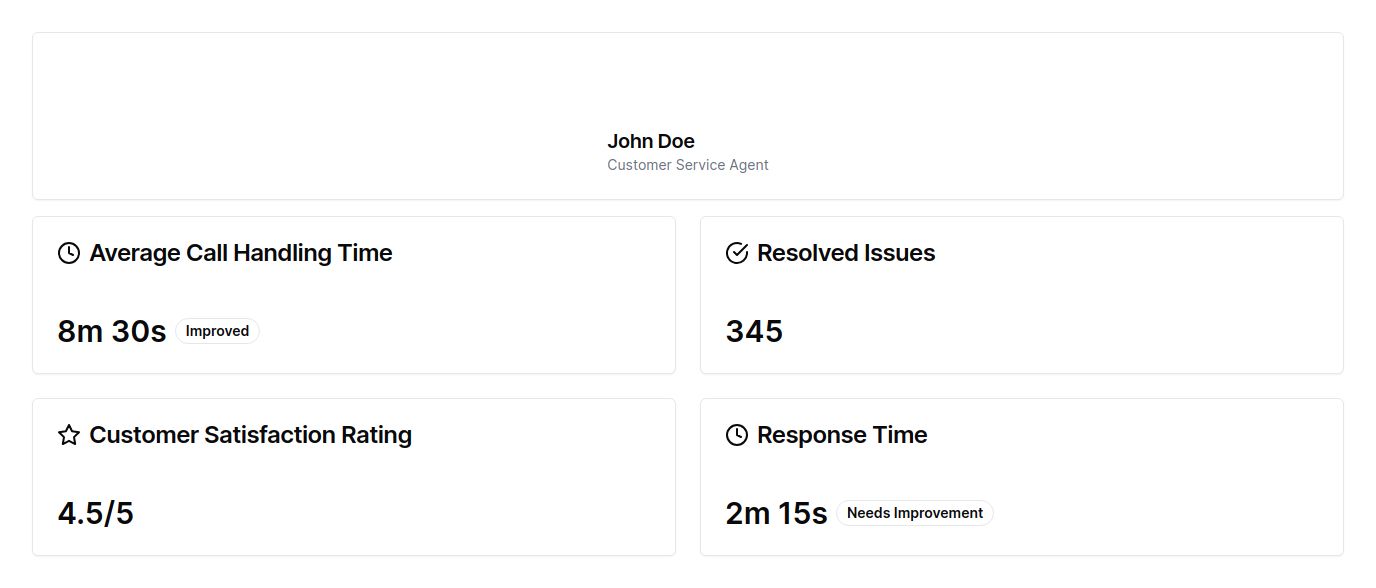 John Doe
Customer Service Agent
Average Call Handling Time
8m 30s Improved
Resolved Issues
345
Customer Satisfaction Rating
4.5/5
Response Time
2m 15s Needs Improvement